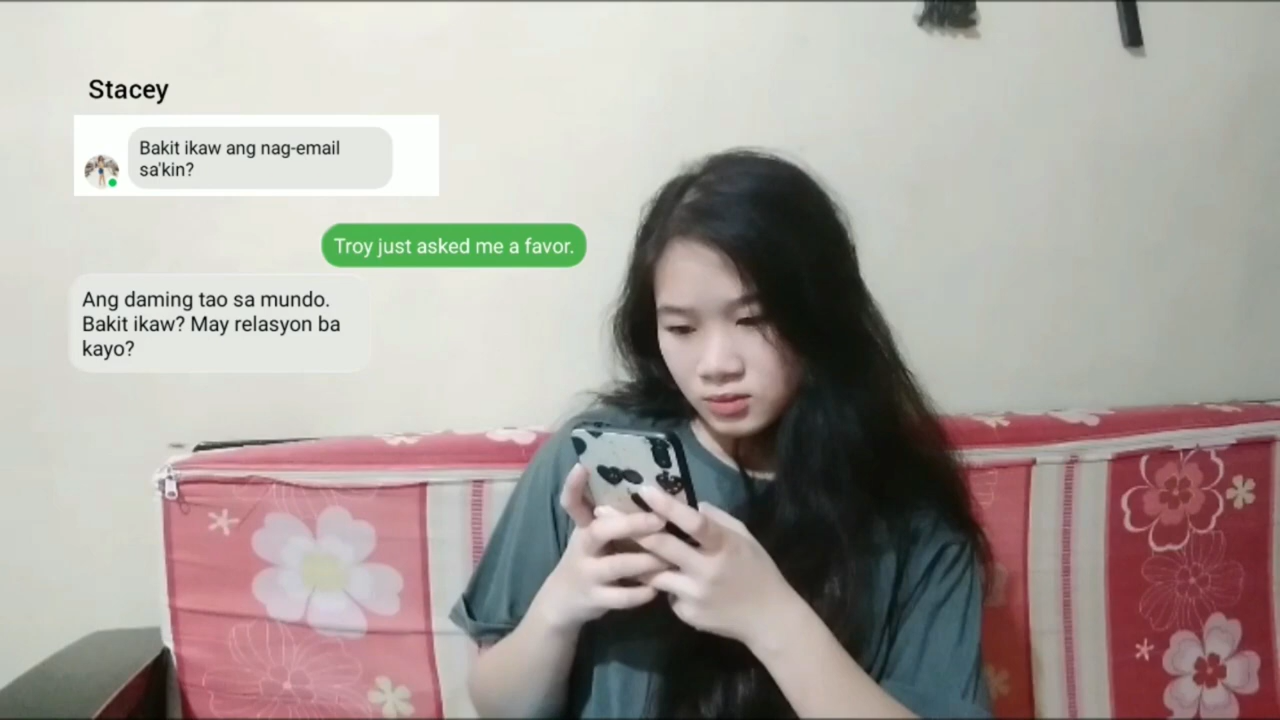 Stacey
Bakit ikaw ang nag-email
sa'kin?
Troy just asked me a favor.
Ang daming tao sa mundo.
Bakit ikaw? May relasyon ba
kayo?